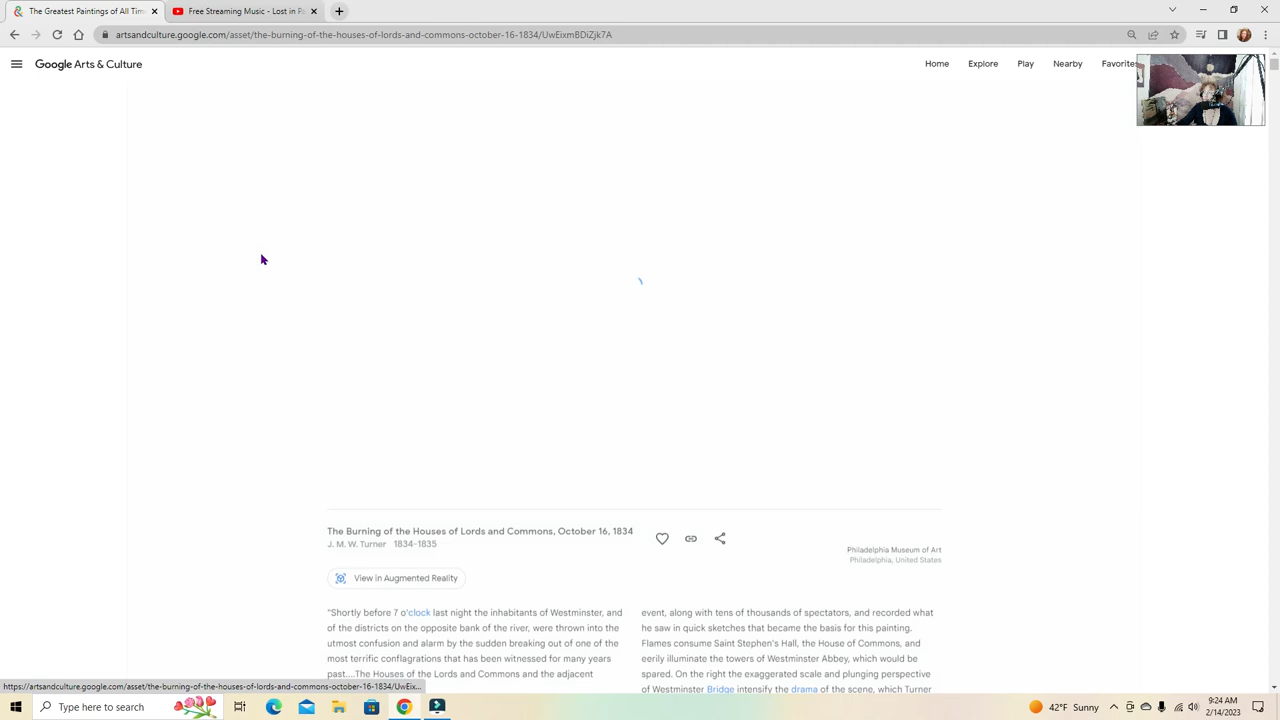 The Greatest Paintings of All Tim
Free Streaming Music - Lost in Fi
artsandculture.google.com/asset/the-burning-of-the-houses-of-lords-and-commons-october-16-1834/UwEixmBDiZjk7A
Google Arts & Culture
Home Explore Play Nearby Favorites
The Burning of the Houses of Lords and Commons, October 16, 1834
J. M. W. Turner 1834-1835
Philadelphia Museum of Art
Philadelphia, United States
View in Augmented Reality
"Shortly before 7 o'clock last night the inhabitants of Westminster, and
of the districts on the opposite bank of the river, were thrown into the
utmost confusion and alarm by the sudden breaking out of one of the
most terrific conflagrations that has been witnessed for many years
past....The Houses of the Lords and Commons and the adjacent
event, along with tens of thousands of spectators, and recorded what
he saw in quick sketches that became the basis for this painting.
Flames consume Saint Stephen's Hall, the House of Commons, and
eerily illuminate the towers of Westminster Abbey, which would be
spared. On the right the exaggerated scale and plunging perspective
of Westminster Bridge intensify the drama of the scene, which Turner
https://artsandculture.google.com/asset/the-burning-of-the-houses-of-lords-and-commons-october-16-1834/UwEix...
Type here to search
42°F Sunny
9:24 AM
2/14/2023